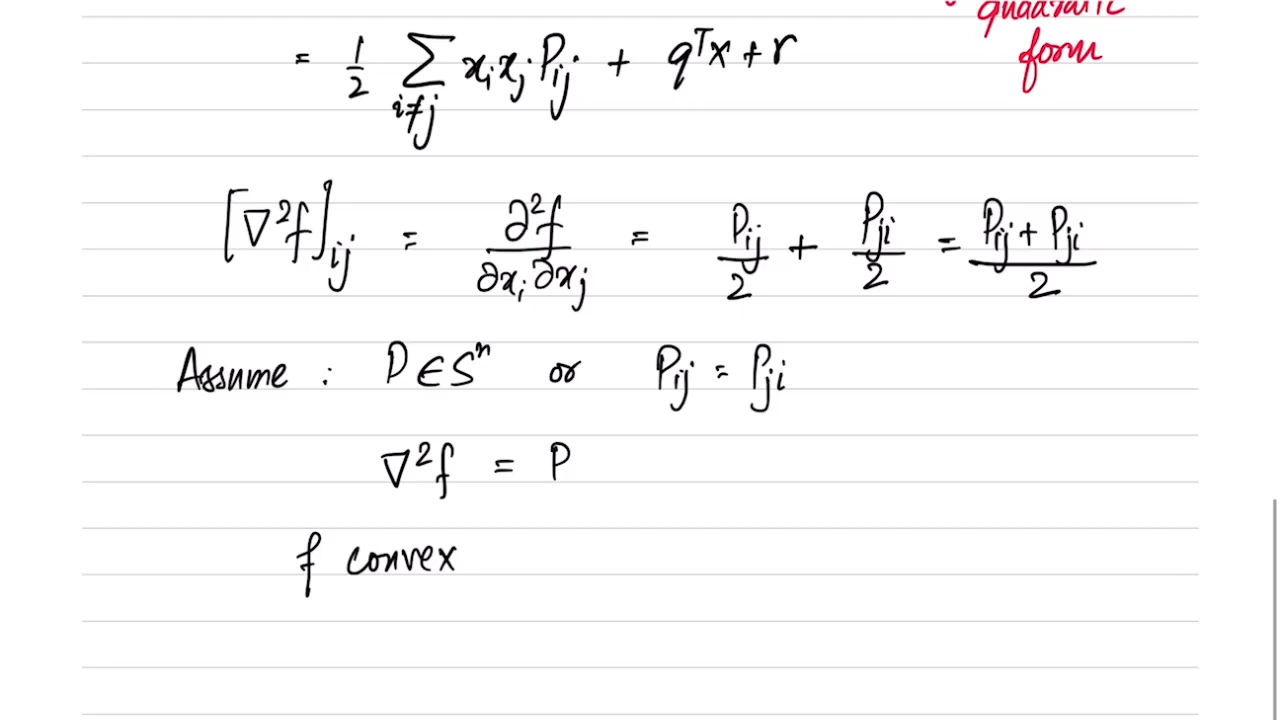 quadratic
form
= 1/2 ∑_{i≠j} x_i x_j P_ij + q^T x + r
[∇²f]_ij = ∂²f / ∂x_i ∂x_j = P_ij/2 + P_ji/2 = (P_ij + P_ji)/2
Assume : P ∈ S^n or P_ij = P_ji
∇²f = P
f convex